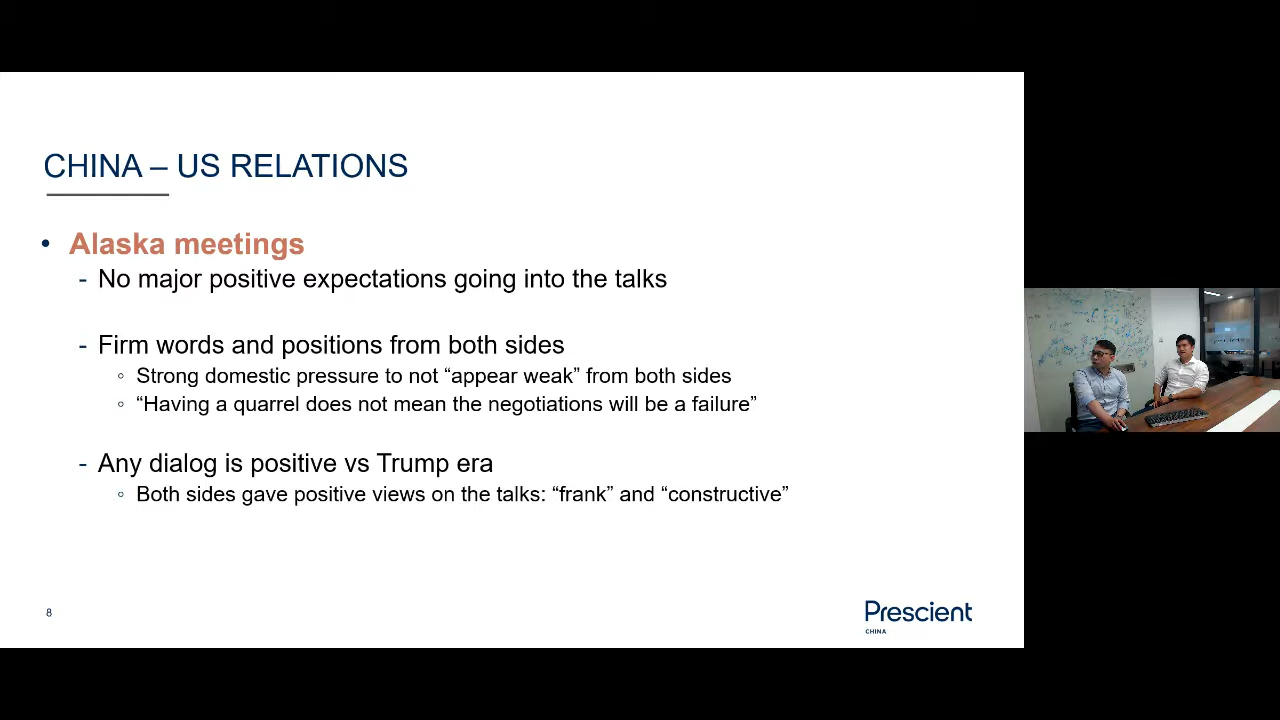 CHINA – US RELATIONS
• Alaska meetings
- No major positive expectations going into the talks
- Firm words and positions from both sides
◦ Strong domestic pressure to not “appear weak” from both sides
◦ “Having a quarrel does not mean the negotiations will be a failure”
- Any dialog is positive vs Trump era
◦ Both sides gave positive views on the talks: “frank” and “constructive”
8
Prescient
CHINA